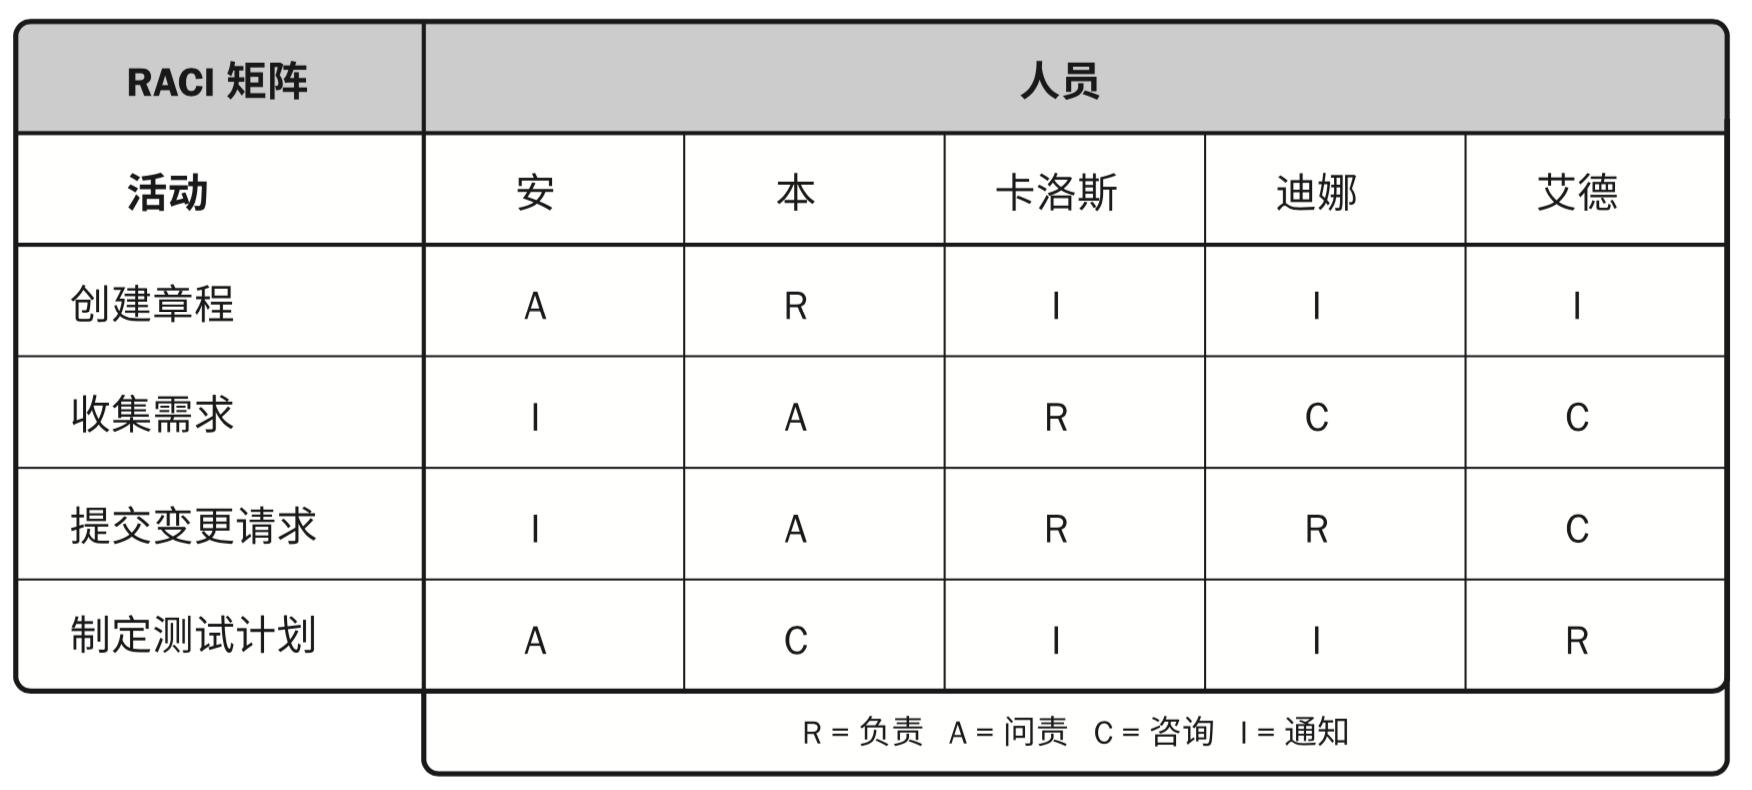 RACI 矩阵 人员
活动 安 本 卡洛斯 迪娜 艾德
创建章程 A R I I I
收集需求 I A R C C
提交变更请求 I A R R C
制定测试计划 A C I I R
R = 负责 A = 问责 C = 咨询 I = 通知